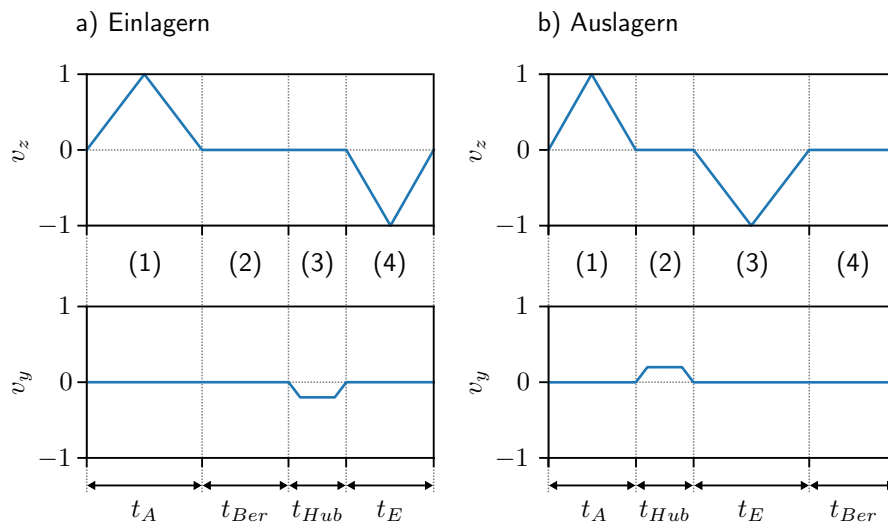 a) Einlagern
b) Auslagern
1
0
−1
v_z
1
0
−1
v_z
(1) (2) (3) (4)
(1) (2) (3) (4)
1
0
−1
v_y
1
0
−1
v_y
t_A t_Ber t_Hub t_E
t_A t_Hub t_E t_Ber